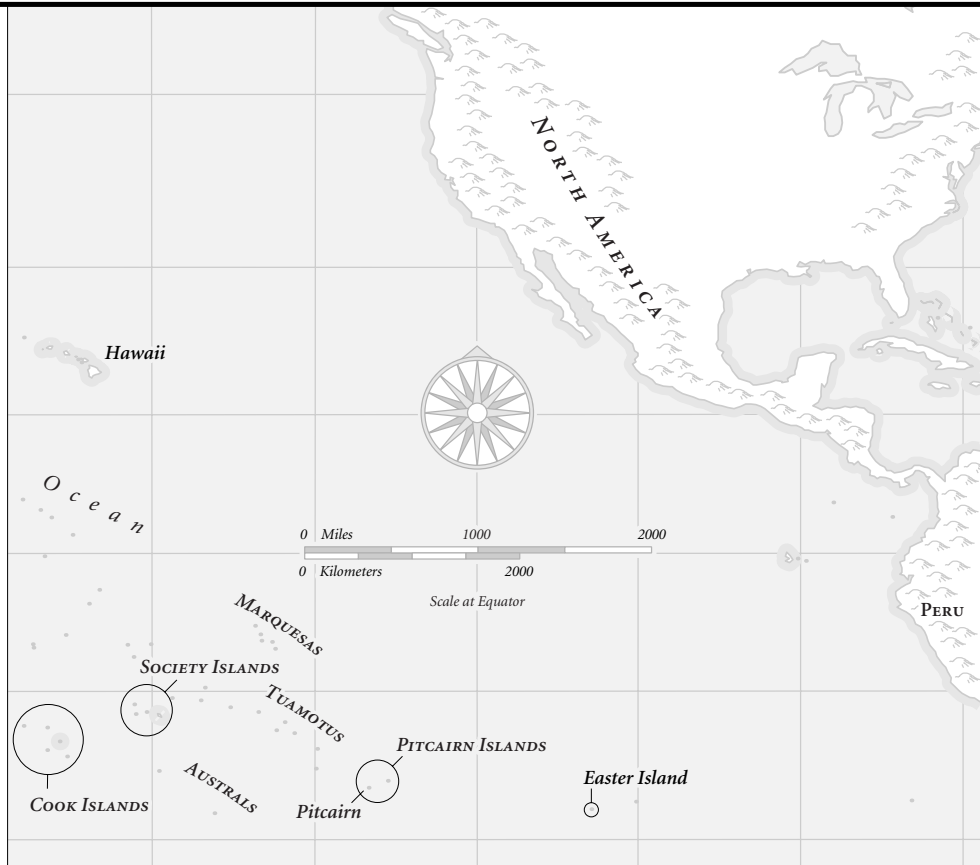 North America
Hawaii
Ocean
0 Miles 1000 2000
0 Kilometers 2000
Scale at Equator
Marquesas
Peru
Society Islands
Tuamotus
Pitcairn Islands
Australs
Easter Island
Cook Islands
Pitcairn